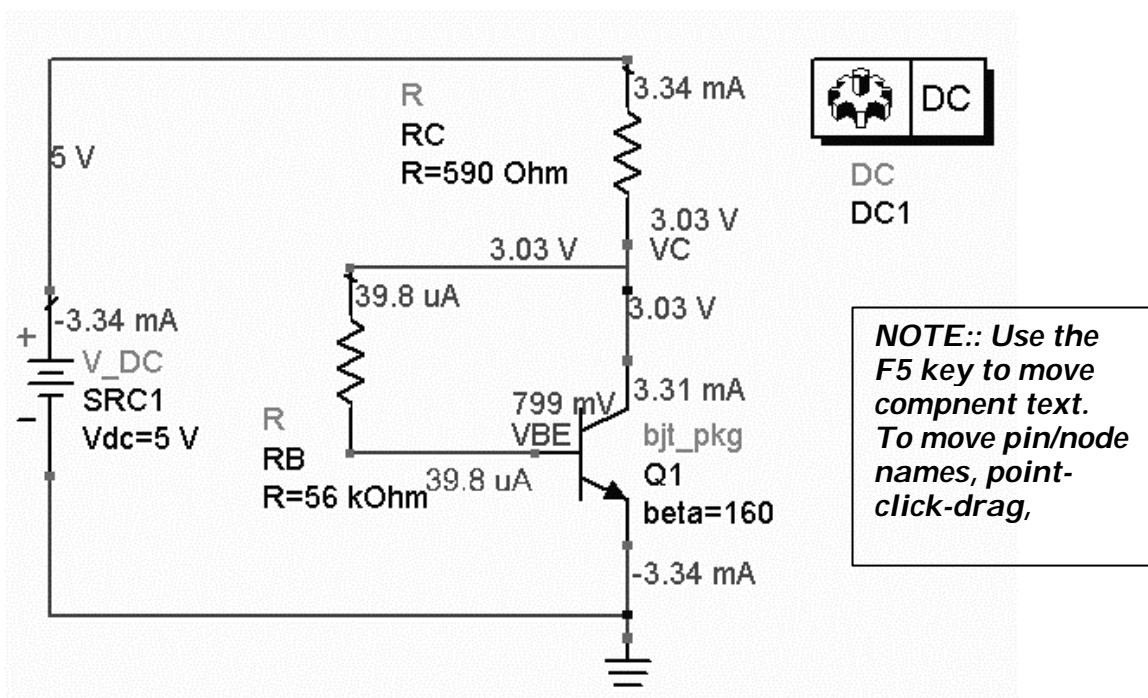 3.34 mA
R
RC
R=590 Ohm
DC
DC
DC1
5 V
3.03 V
VC
3.03 V
39.8 uA
3.03 V
-3.34 mA
+
V_DC
SRC1
Vdc=5 V
–
NOTE:: Use the
F5 key to move
compnent text.
To move pin/node
names, point-
click-drag,
799 mV
VBE
3.31 mA
bjt_pkg
Q1
beta=160
R
RB
R=56 kOhm
39.8 uA
-3.34 mA